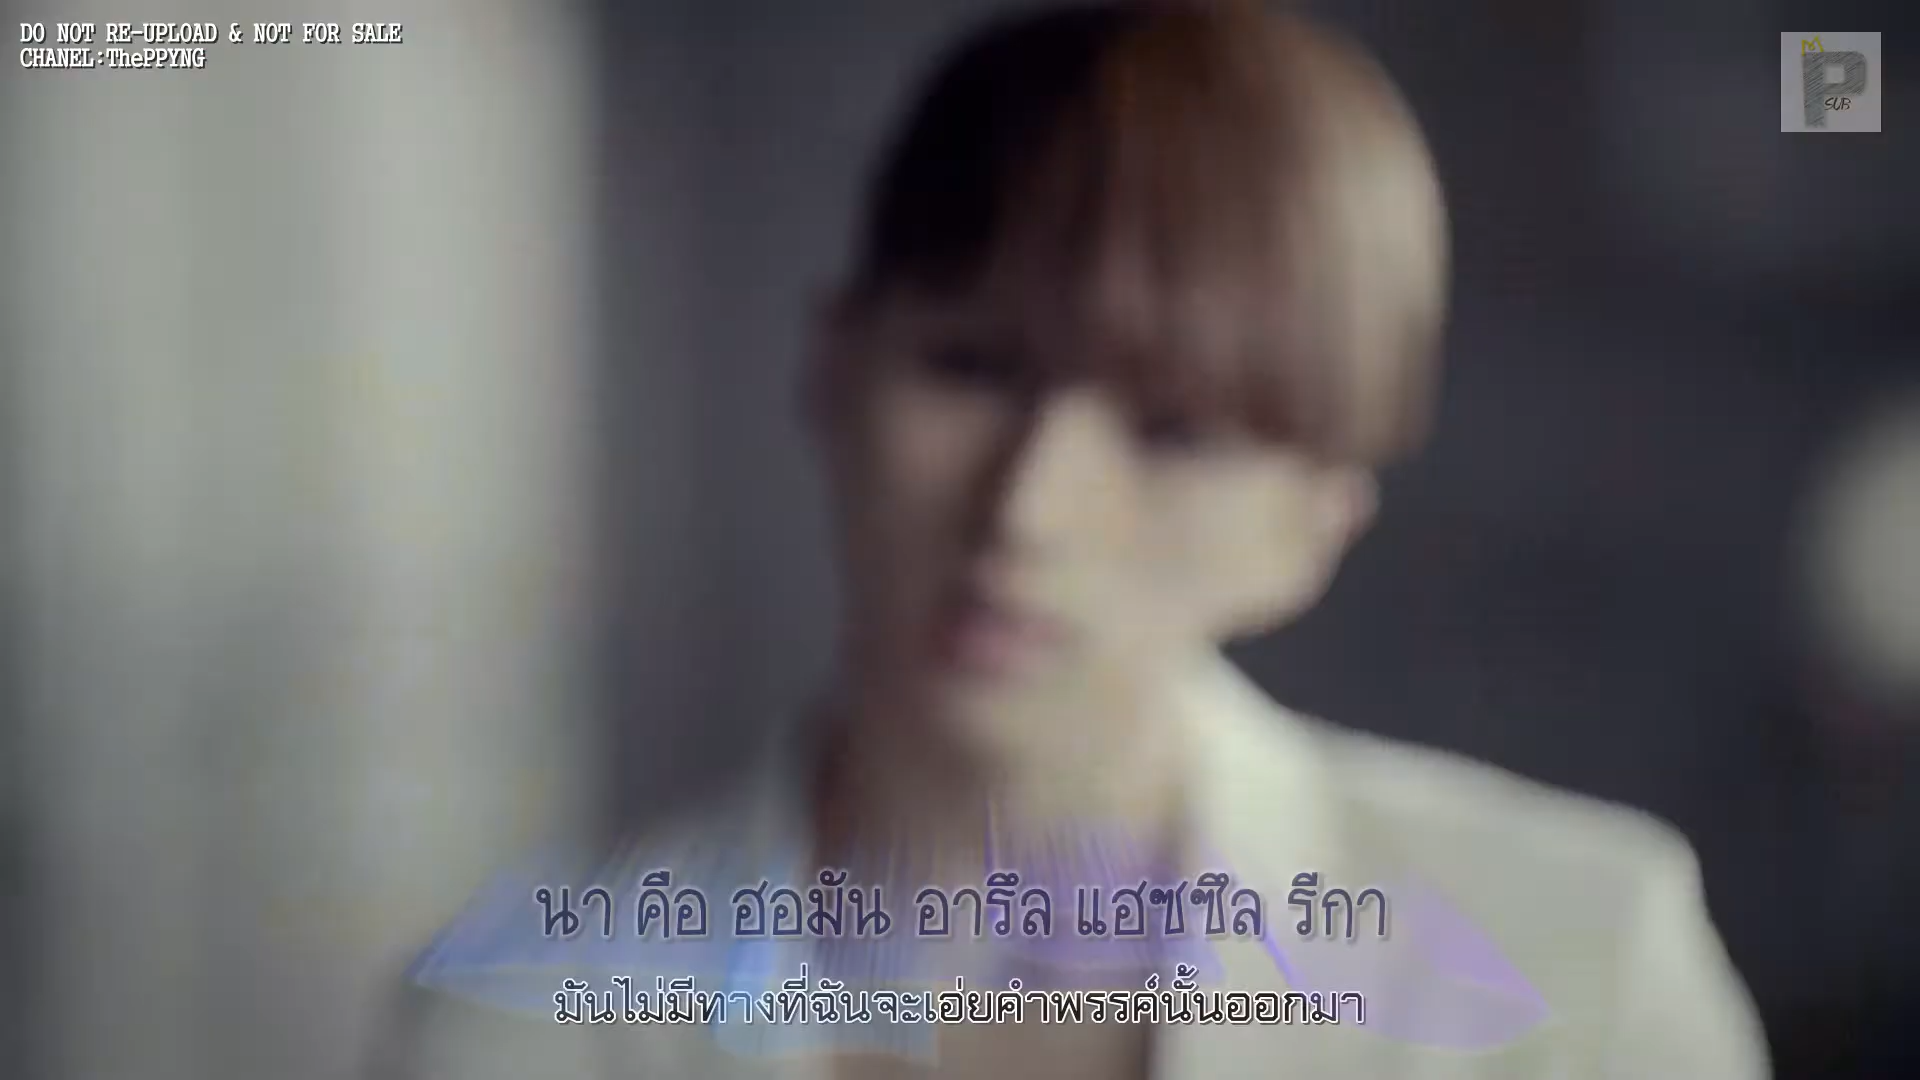 DO NOT RE-UPLOAD & NOT FOR SALE
CHANEL:ThePPYNG
P
SUB
นา คือ ฮอมัน อารึล แฮซซึล รีกา
มันไม่มีทางที่ฉันจะเอ่ยคำพรรค์นั้นออกมา